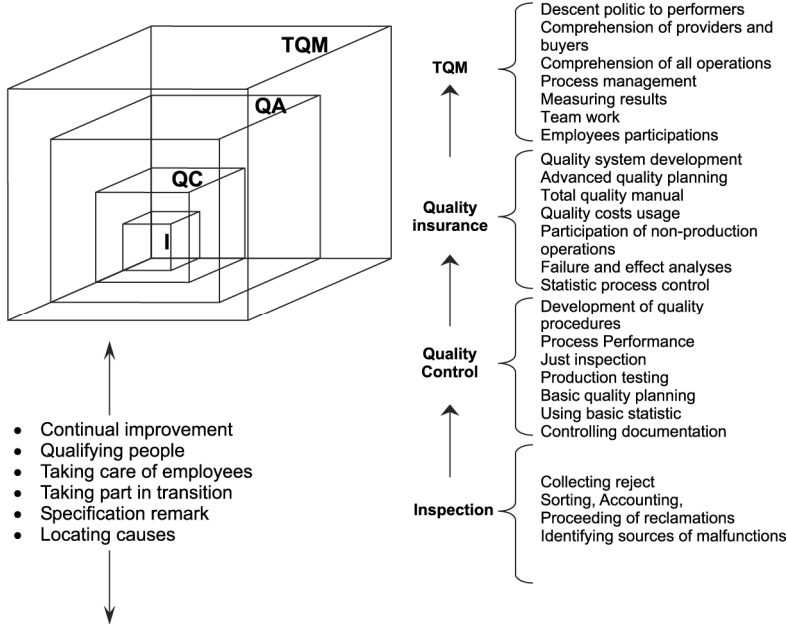 TQM
QA
QC
I
• Continual improvement
• Qualifying people
• Taking care of employees
• Taking part in transition
• Specification remark
• Locating causes
TQM
Descent politic to performers
Comprehension of providers and
buyers
Comprehension of all operations
Process management
Measuring results
Team work
Employees participations
Quality
insurance
Quality system development
Advanced quality planning
Total quality manual
Quality costs usage
Participation of non-production
operations
Failure and effect analyses
Statistic process control
Quality
Control
Development of quality
procedures
Process Performance
Just inspection
Production testing
Basic quality planning
Using basic statistic
Controlling documentation
Inspection
Collecting reject
Sorting, Accounting,
Proceeding of reclamations
Identifying sources of malfunctions